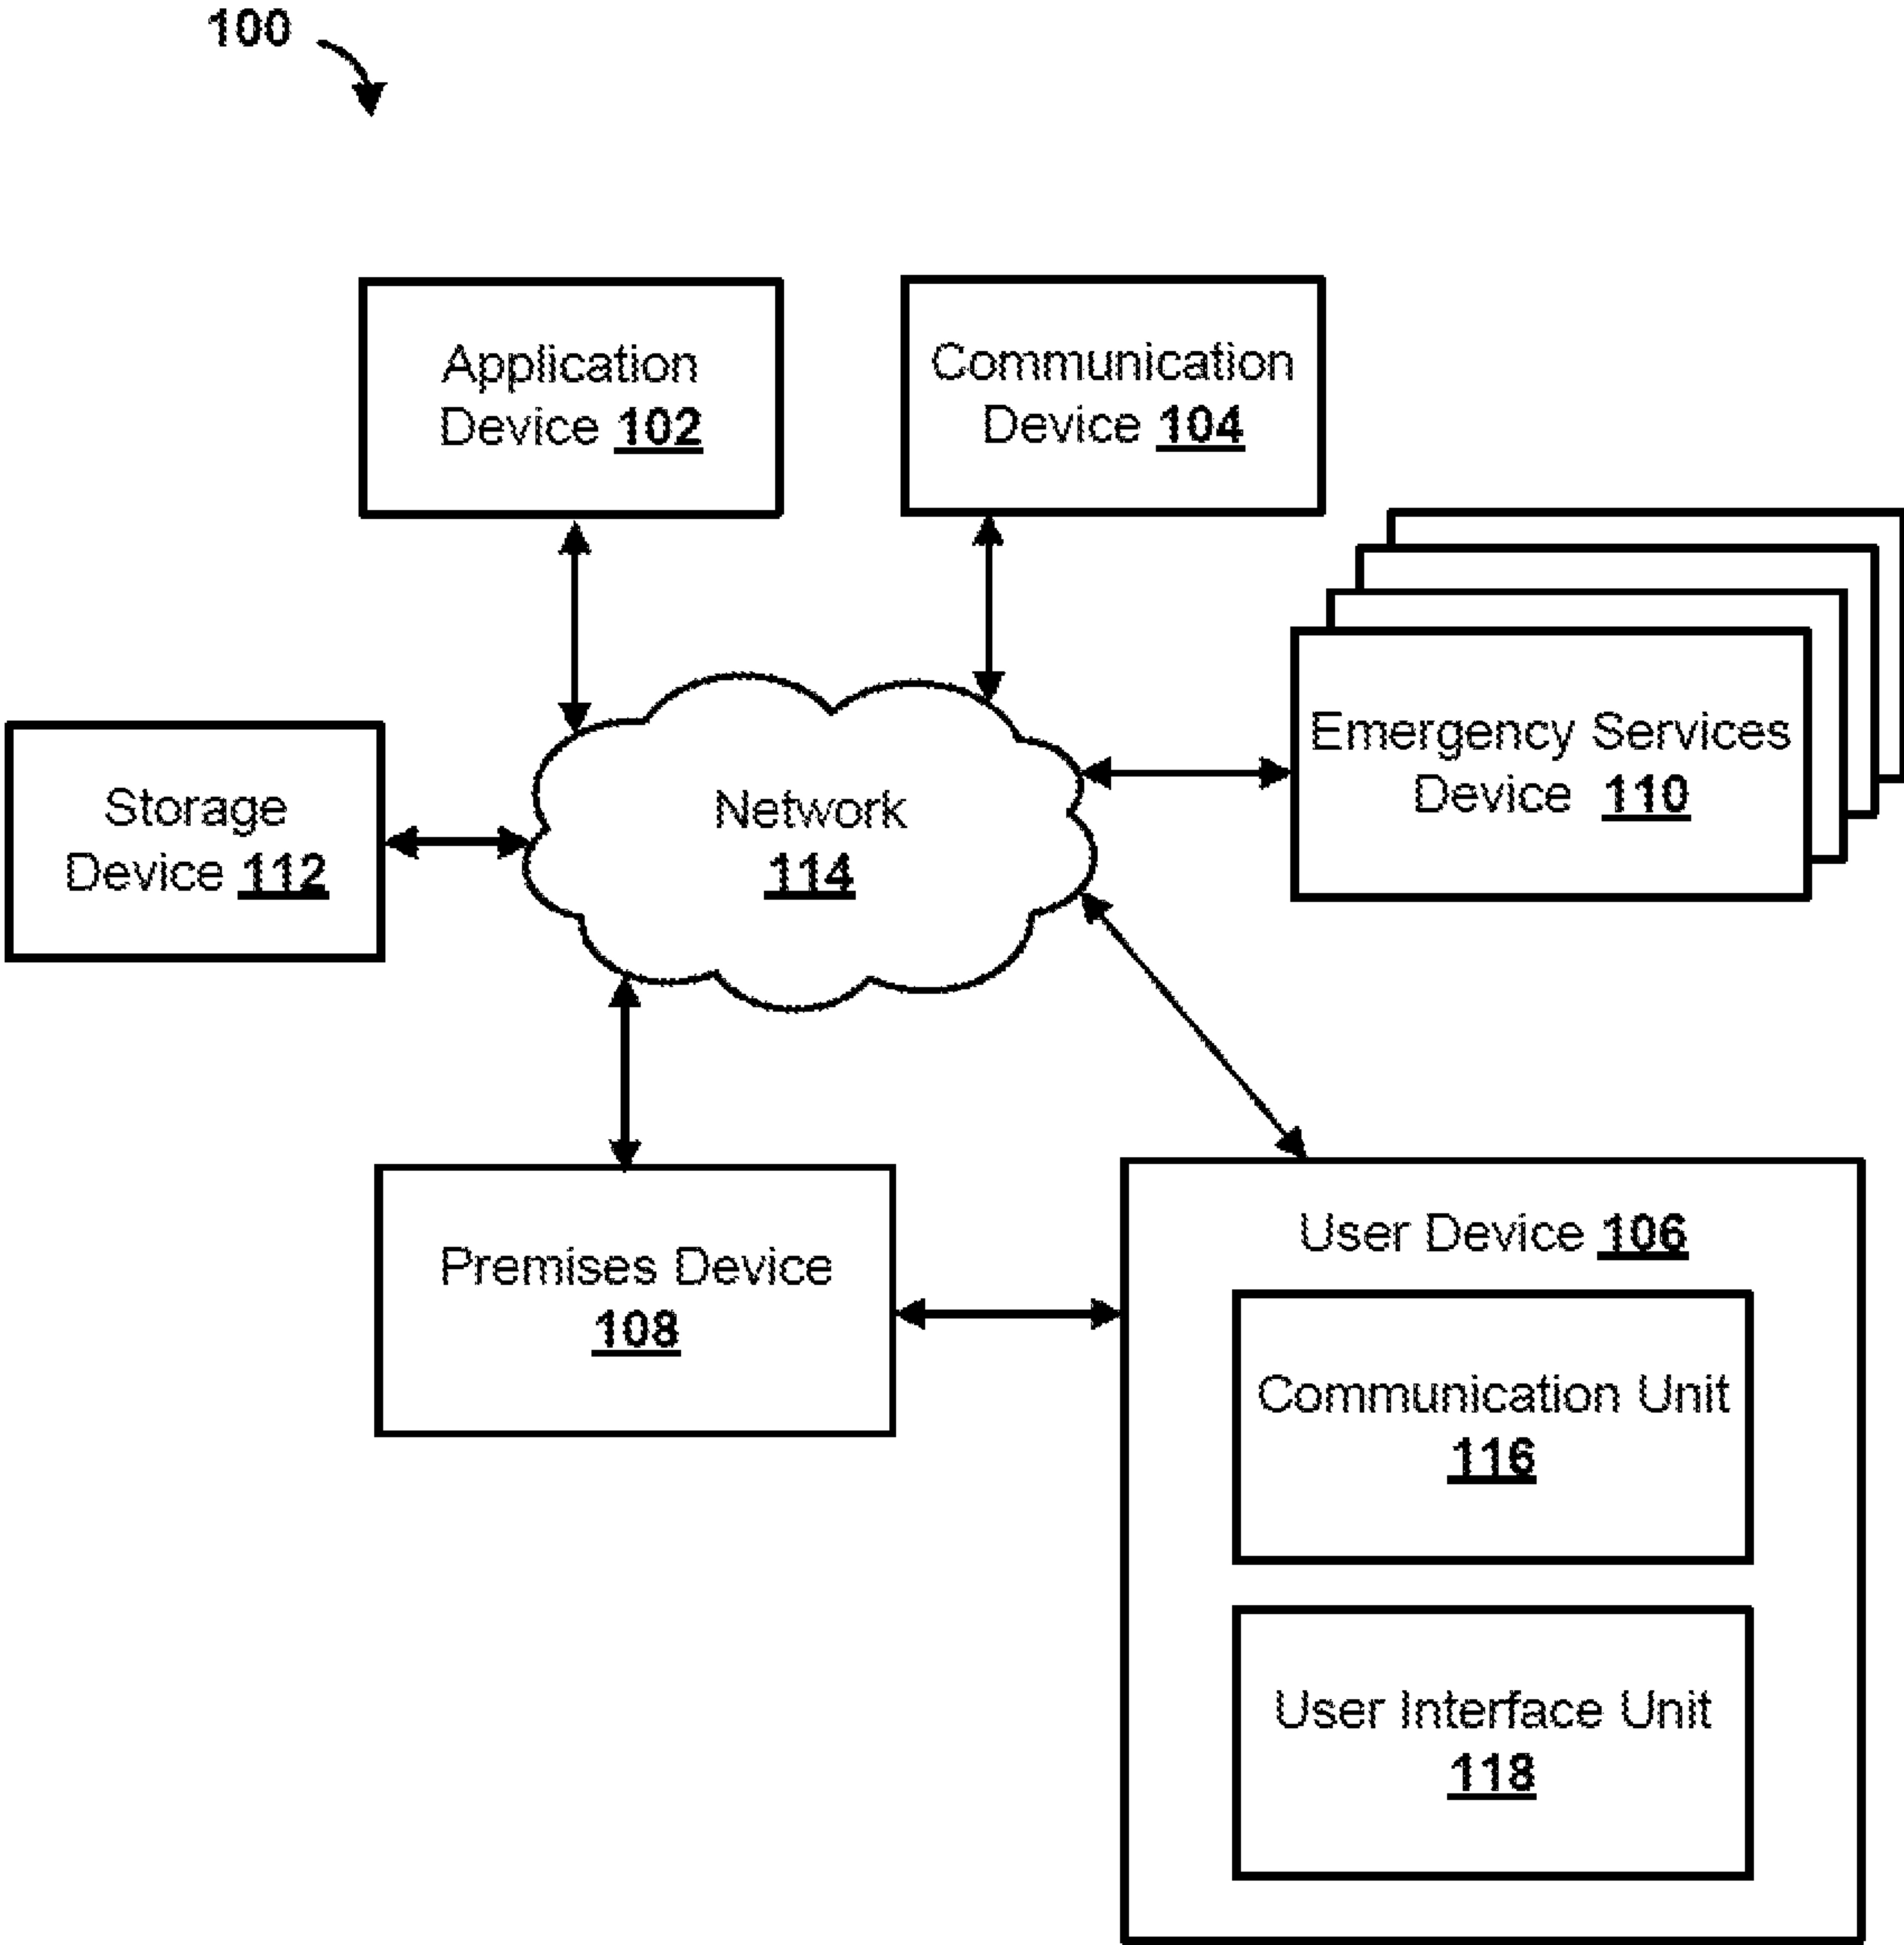 100
Application
Device 102
Communication
Device 104
Emergency Services
Device 110
Storage
Device 112
Network
114
Premises Device
108
User Device 106
Communication Unit
116
User Interface Unit
118